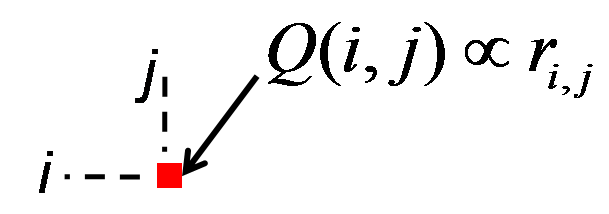 Q(i, j) ∝ r_{i,j}
j
i